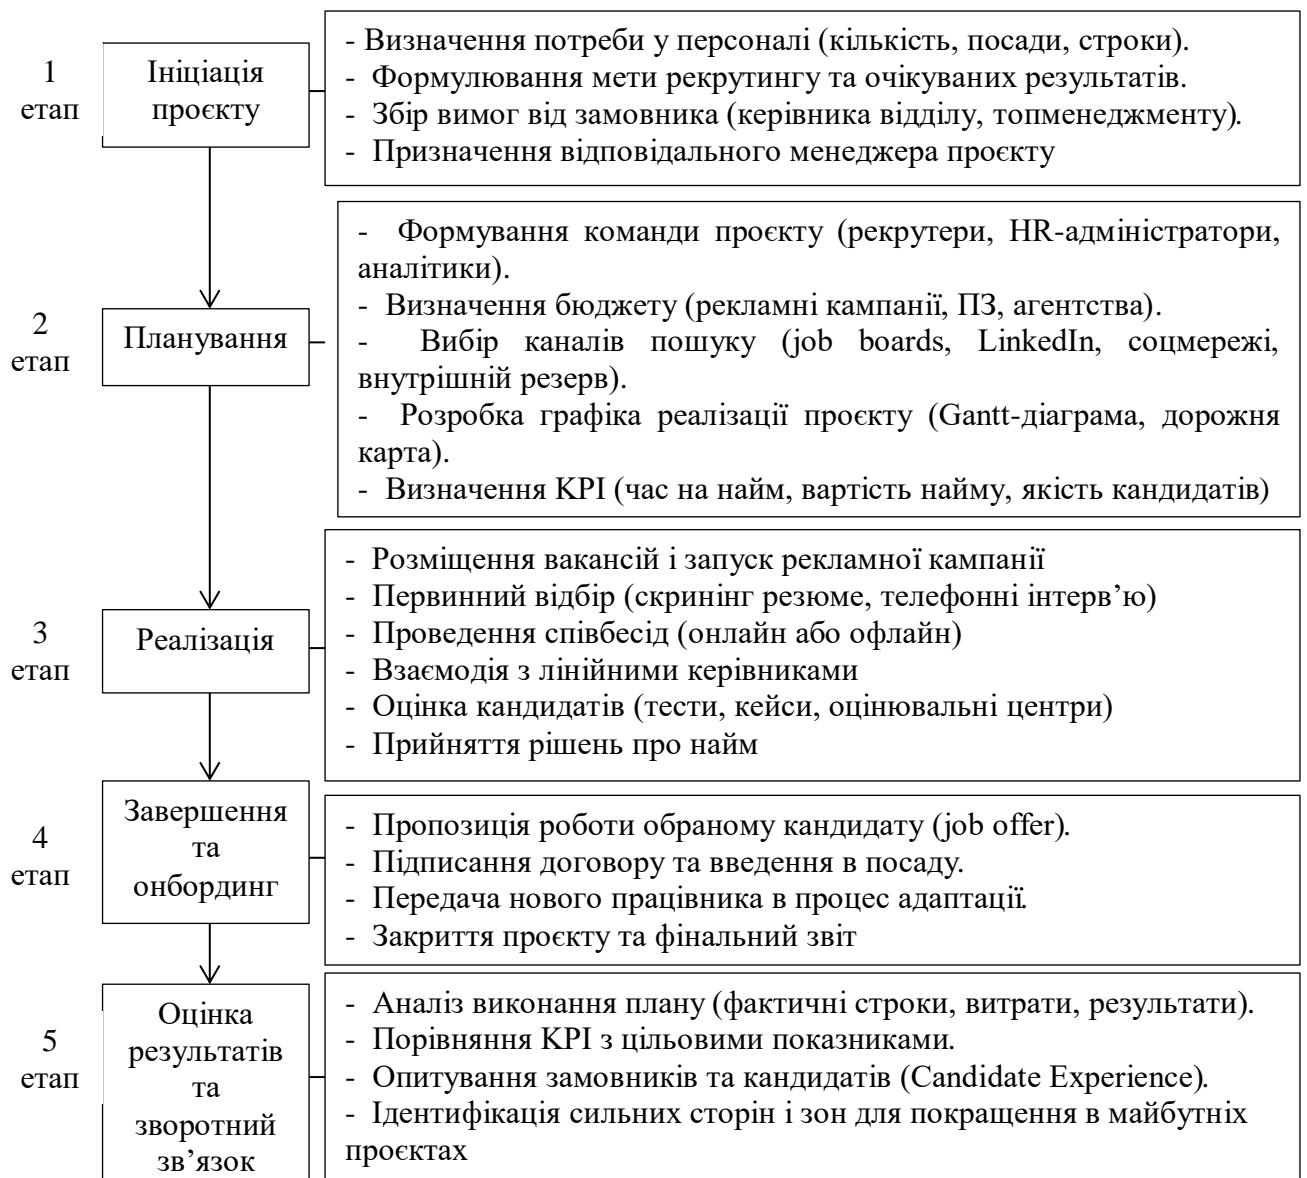 1
етап
Ініціація
проєкту
- Визначення потреби у персоналі (кількість, посади, строки).
- Формулювання мети рекрутингу та очікуваних результатів.
- Збір вимог від замовника (керівника відділу, топменеджменту).
- Призначення відповідального менеджера проєкту
2
етап
Планування
- Формування команди проєкту (рекрутери, HR-адміністратори,
аналітики).
- Визначення бюджету (рекламні кампанії, ПЗ, агентства).
- Вибір каналів пошуку (job boards, LinkedIn, соцмережі,
внутрішній резерв).
- Розробка графіка реалізації проєкту (Gantt-діаграма, дорожня
карта).
- Визначення KPI (час на найм, вартість найму, якість кандидатів)
3
етап
Реалізація
- Розміщення вакансій і запуск рекламної кампанії
- Первинний відбір (скринінг резюме, телефонні інтерв’ю)
- Проведення співбесід (онлайн або офлайн)
- Взаємодія з лінійними керівниками
- Оцінка кандидатів (тести, кейси, оцінювальні центри)
- Прийняття рішень про найм
4
етап
Завершення
та
онбординг
- Пропозиція роботи обраному кандидату (job offer).
- Підписання договору та введення в посаду.
- Передача нового працівника в процес адаптації.
- Закриття проєкту та фінальний звіт
5
етап
Оцінка
результатів
та
зворотний
зв’язок
- Аналіз виконання плану (фактичні строки, витрати, результати).
- Порівняння KPI з цільовими показниками.
- Опитування замовників та кандидатів (Candidate Experience).
- Ідентифікація сильних сторін і зон для покращення в майбутніх
проєктах